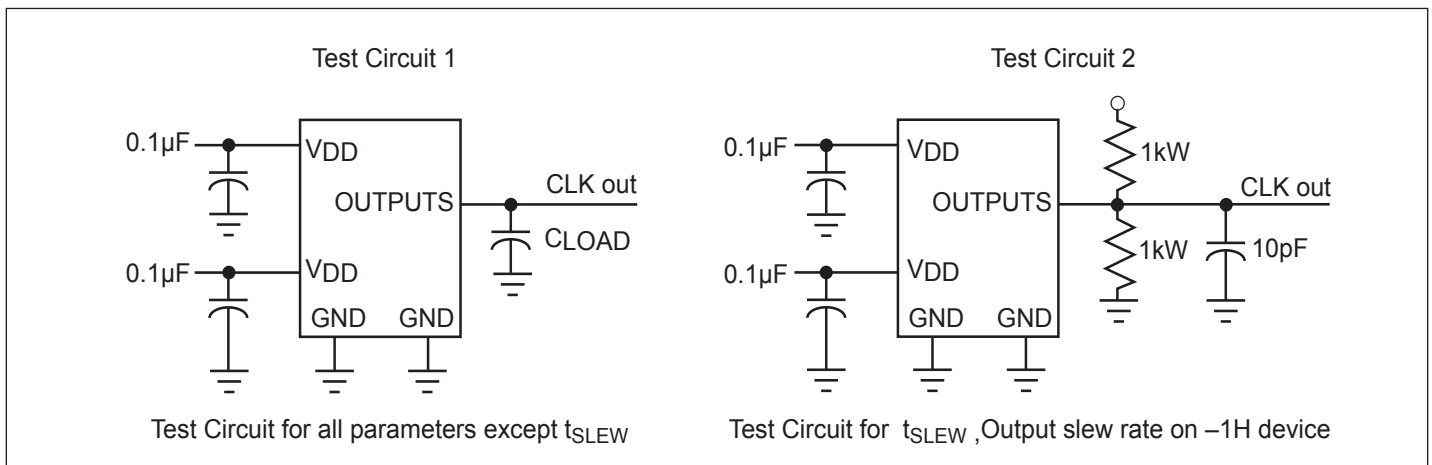 Test Circuit 1
0.1µF
VDD
OUTPUTS
CLK out
CLOAD
0.1µF
VDD
GND GND
Test Circuit for all parameters except tSLEW
Test Circuit 2
0.1µF
VDD
1kW
OUTPUTS
CLK out
0.1µF
VDD
1kW
10pF
GND GND
Test Circuit for tSLEW ,Output slew rate on –1H device